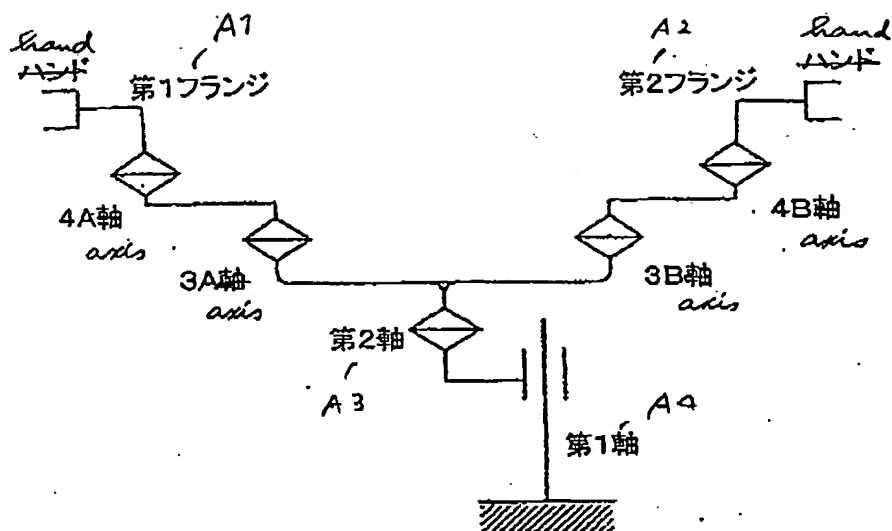 A1
A2
hand
ハンド
第1フランジ
第2フランジ
hand
ハンド
4A軸
axis
4B軸
axis
3A軸
axis
3B軸
axis
第2軸
A3
A4
第1軸